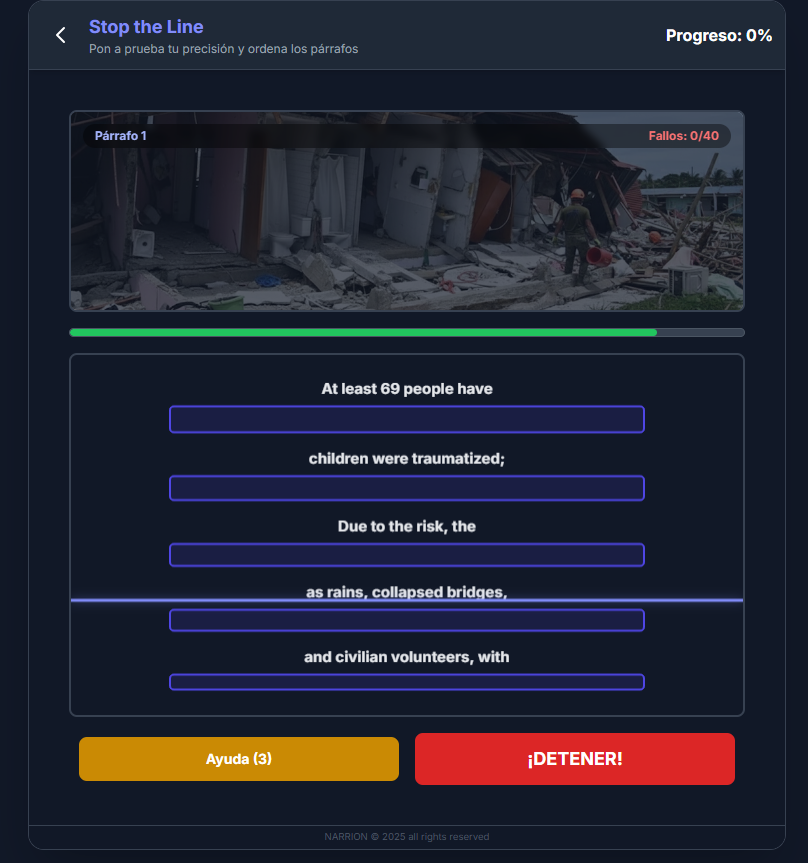 Stop the Line
Pon a prueba tu precisión y ordena los párrafos
Progreso: 0%
Párrafo 1
Fallos: 0/40
At least 69 people have
children were traumatized;
Due to the risk, the
as rains, collapsed bridges,
and civilian volunteers, with
Ayuda (3)
¡DETENER!
NARRION © 2025 all rights reserved